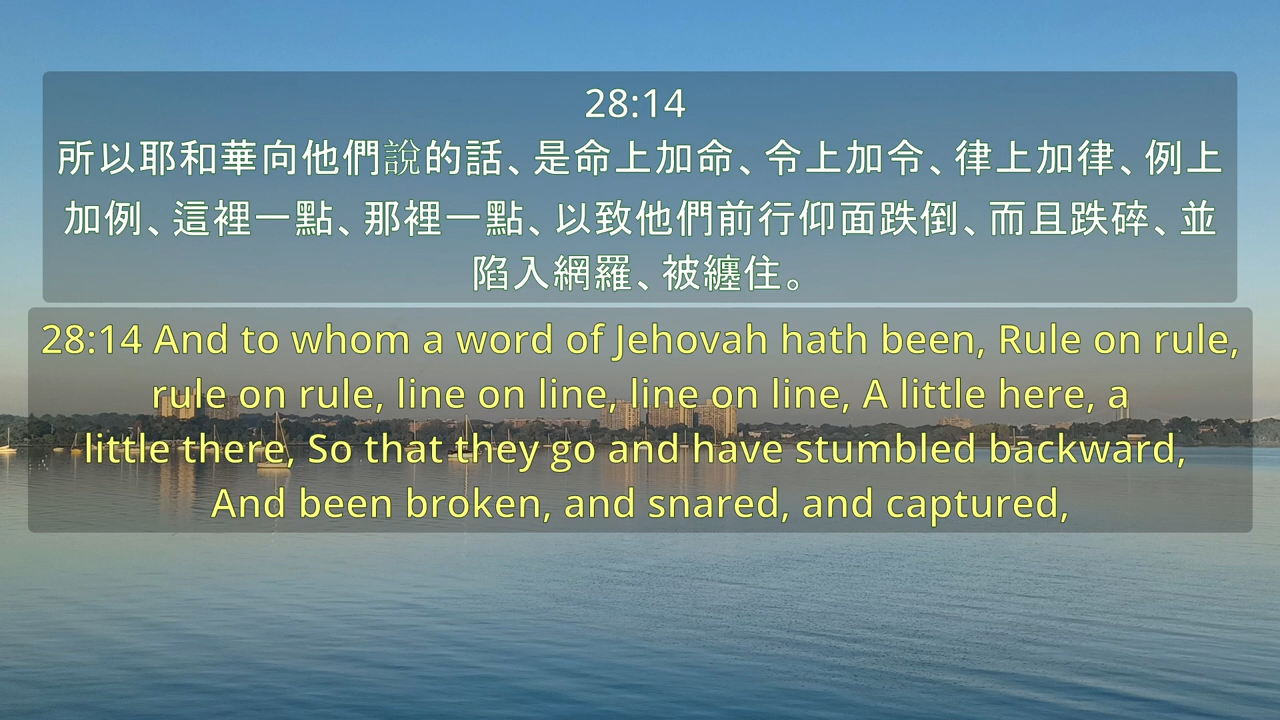 28:14
所以耶和華向他們說的話、是命上加命、令上加令、律上加律、例上
加例、這裡一點、那裡一點、以致他們前行仰面跌倒、而且跌碎、並
陷入網羅、被纏住。
28:14 And to whom a word of Jehovah hath been, Rule on rule,
rule on rule, line on line, line on line, A little here, a
little there, So that they go and have stumbled backward,
And been broken, and snared, and captured,